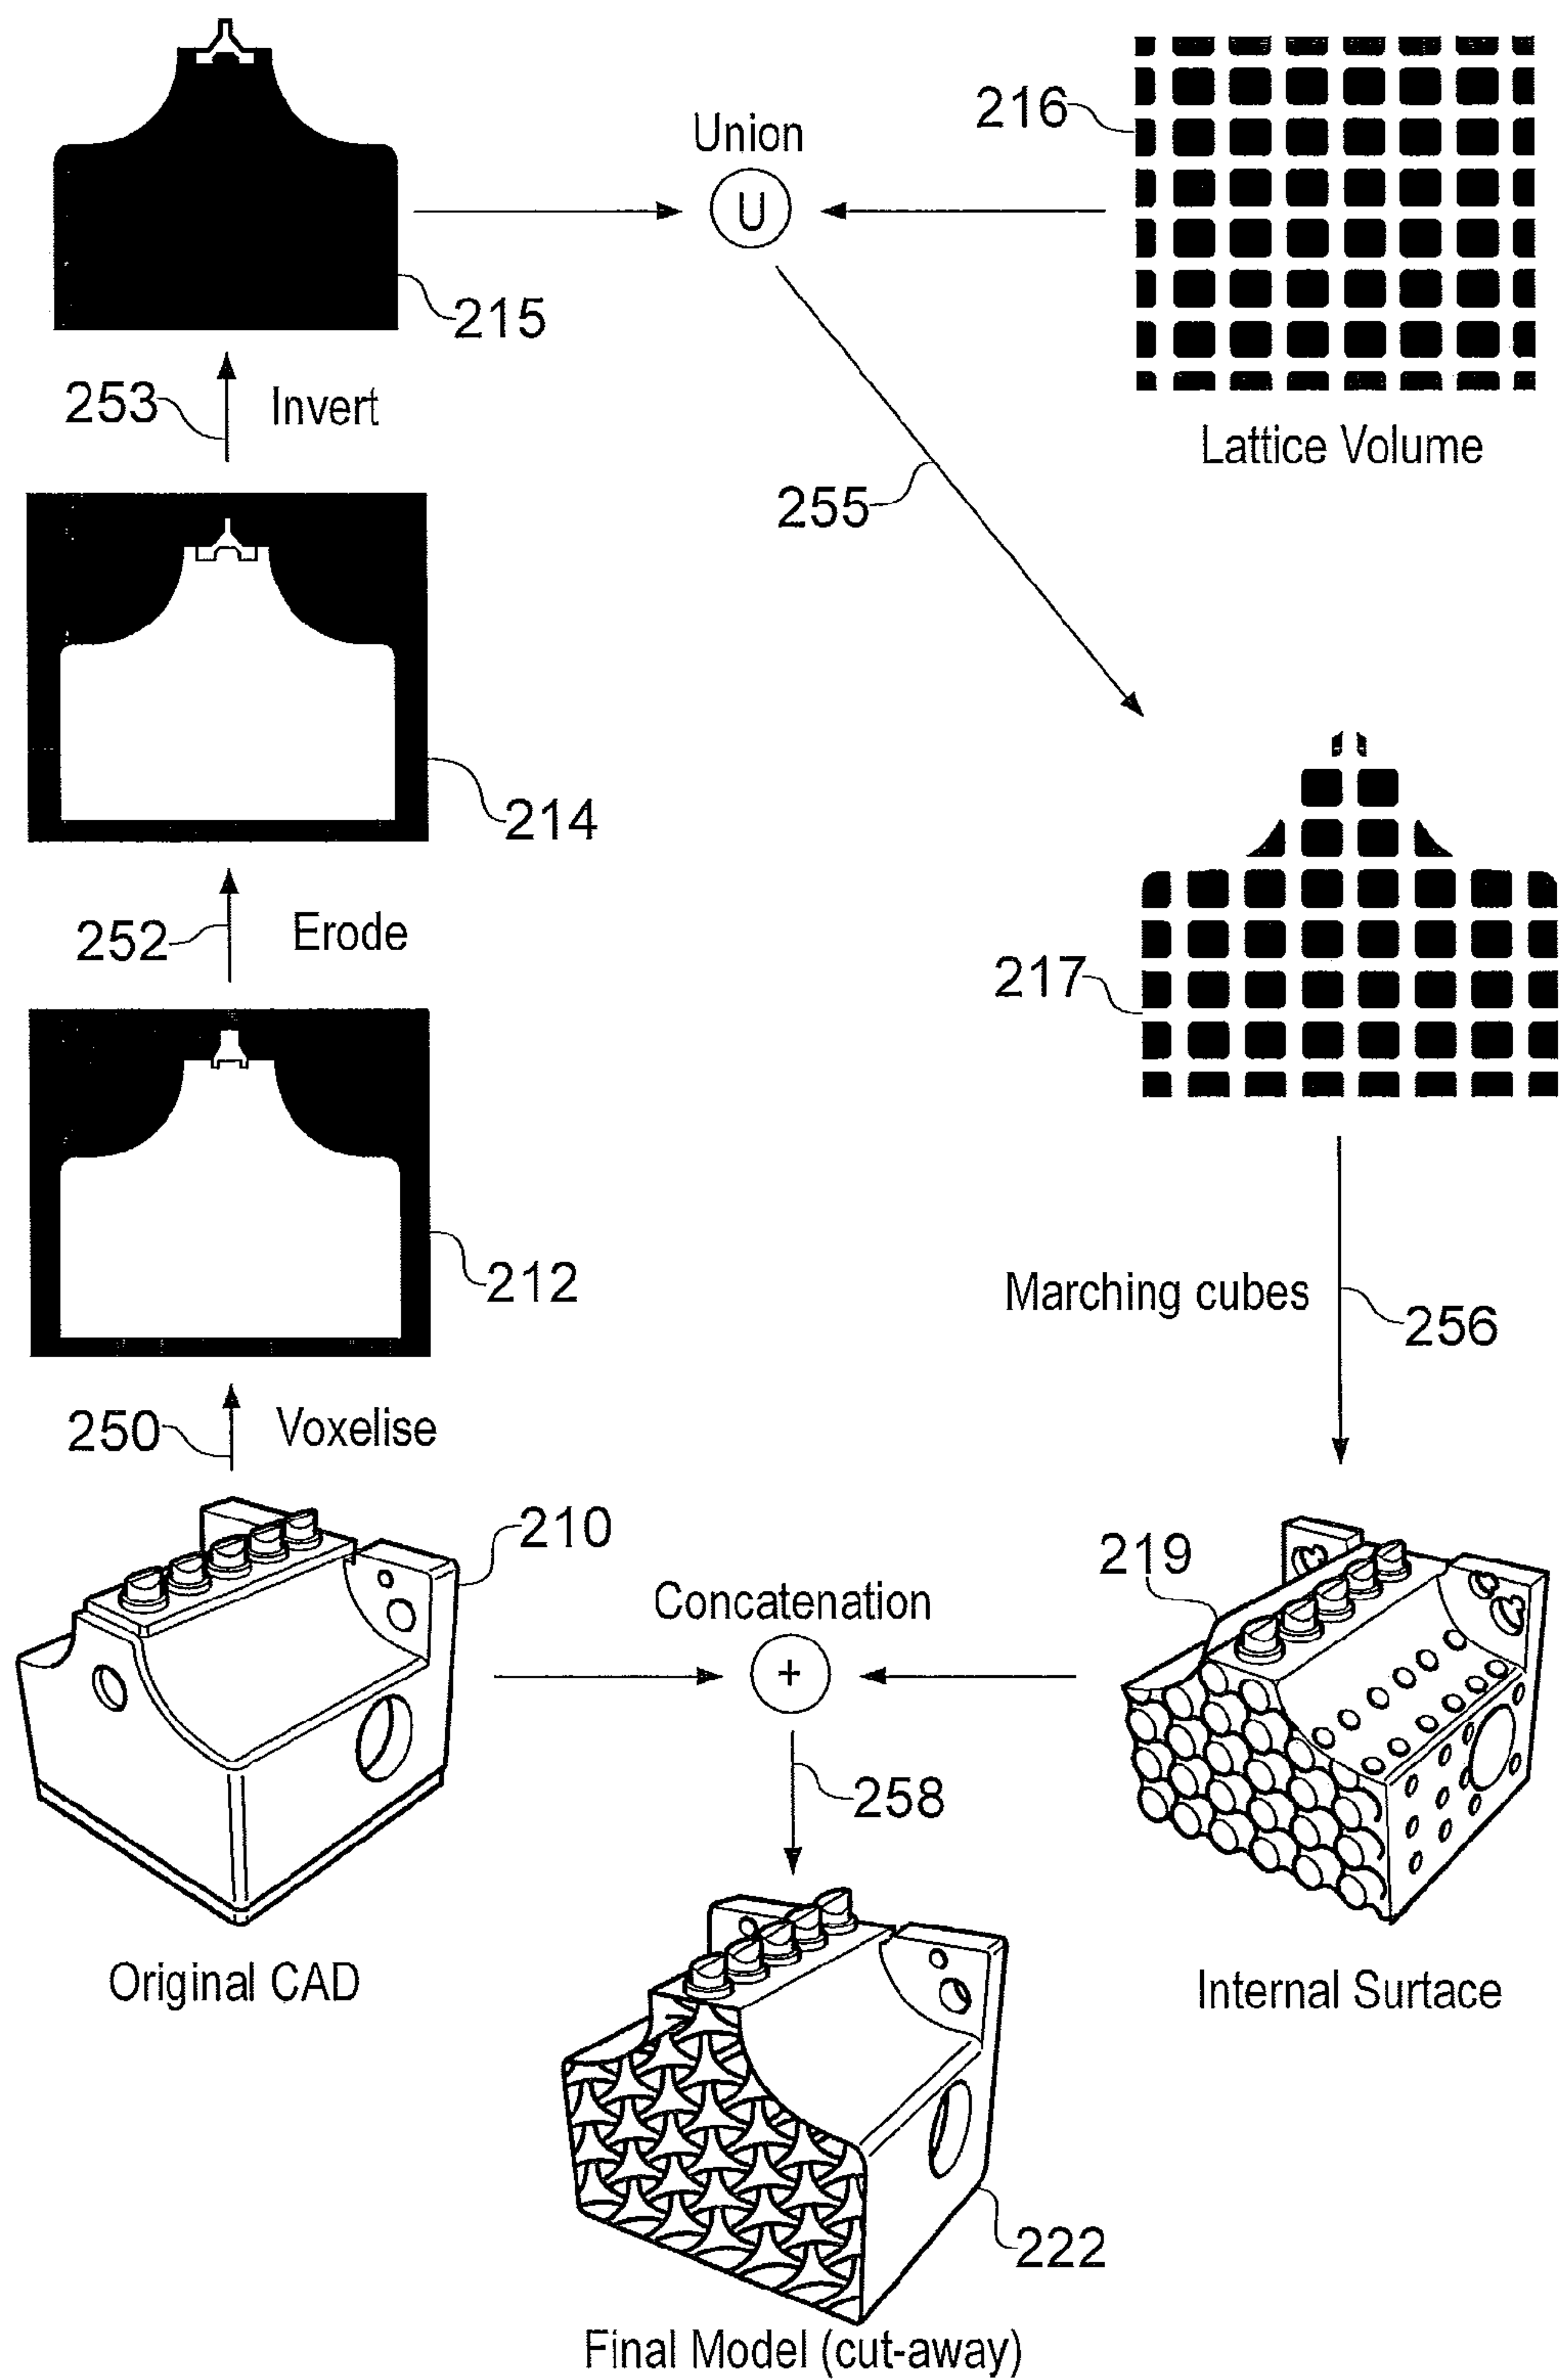 Union
U
216
215
253
Invert
Lattice Volume
255
214
252
Erode
217
212
Marching cubes
256
250
Voxelise
210
219
Concatenation
+
258
Original CAD
Internal Surtace
222
Final Model (cut-away)